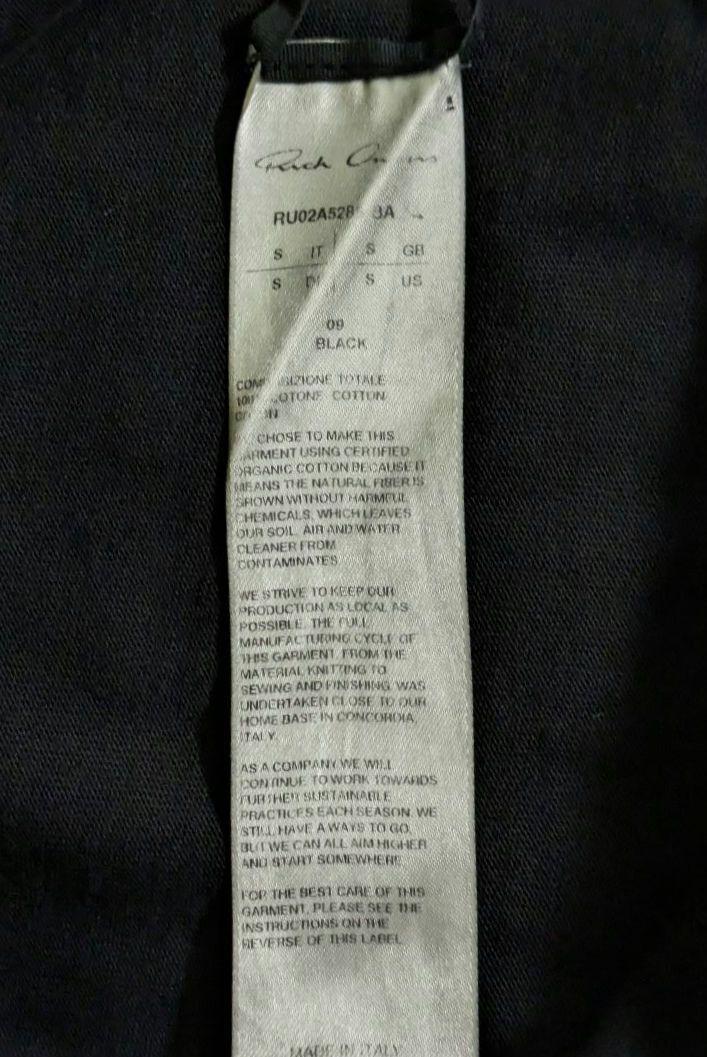 Rick Owens
S IT S GB
S S US
09
BLACK
TOTALE
COTTON
CHOSE TO MAKE THIS
GARMENT USING CERTIFIED
ORGANIC COTTON BECAUSE IT
MEANS THE NATURAL FIBER IS
GROWN WITHOUT HARMFUL
CHEMICALS, WHICH LEAVES
OUR SOIL, AIR AND WATER
CLEANER FROM
CONTAMINATES
WE STRIVE TO KEEP OUR
PRODUCTION AS LOCAL AS
POSSIBLE. THE FULL
MANUFACTURING CYCLE OF
THIS GARMENT, FROM THE
MATERIAL KNITTING TO
SEWING AND FINISHING, WAS
UNDERTAKEN CLOSE TO OUR
HOME BASE IN CONCORDIA,
ITALY.
AS A COMPANY WE WILL
CONTINUE TO WORK TOWARDS
FURTHER SUSTAINABLE
PRACTICES EACH SEASON. WE
STILL HAVE A WAYS TO GO,
BUT WE CAN ALL AIM HIGHER
AND START SOMEWHERE
FOR THE BEST CARE OF THIS
GARMENT, PLEASE SEE THE
INSTRUCTIONS ON THE
REVERSE OF THIS LABEL
MADE IN ITALY